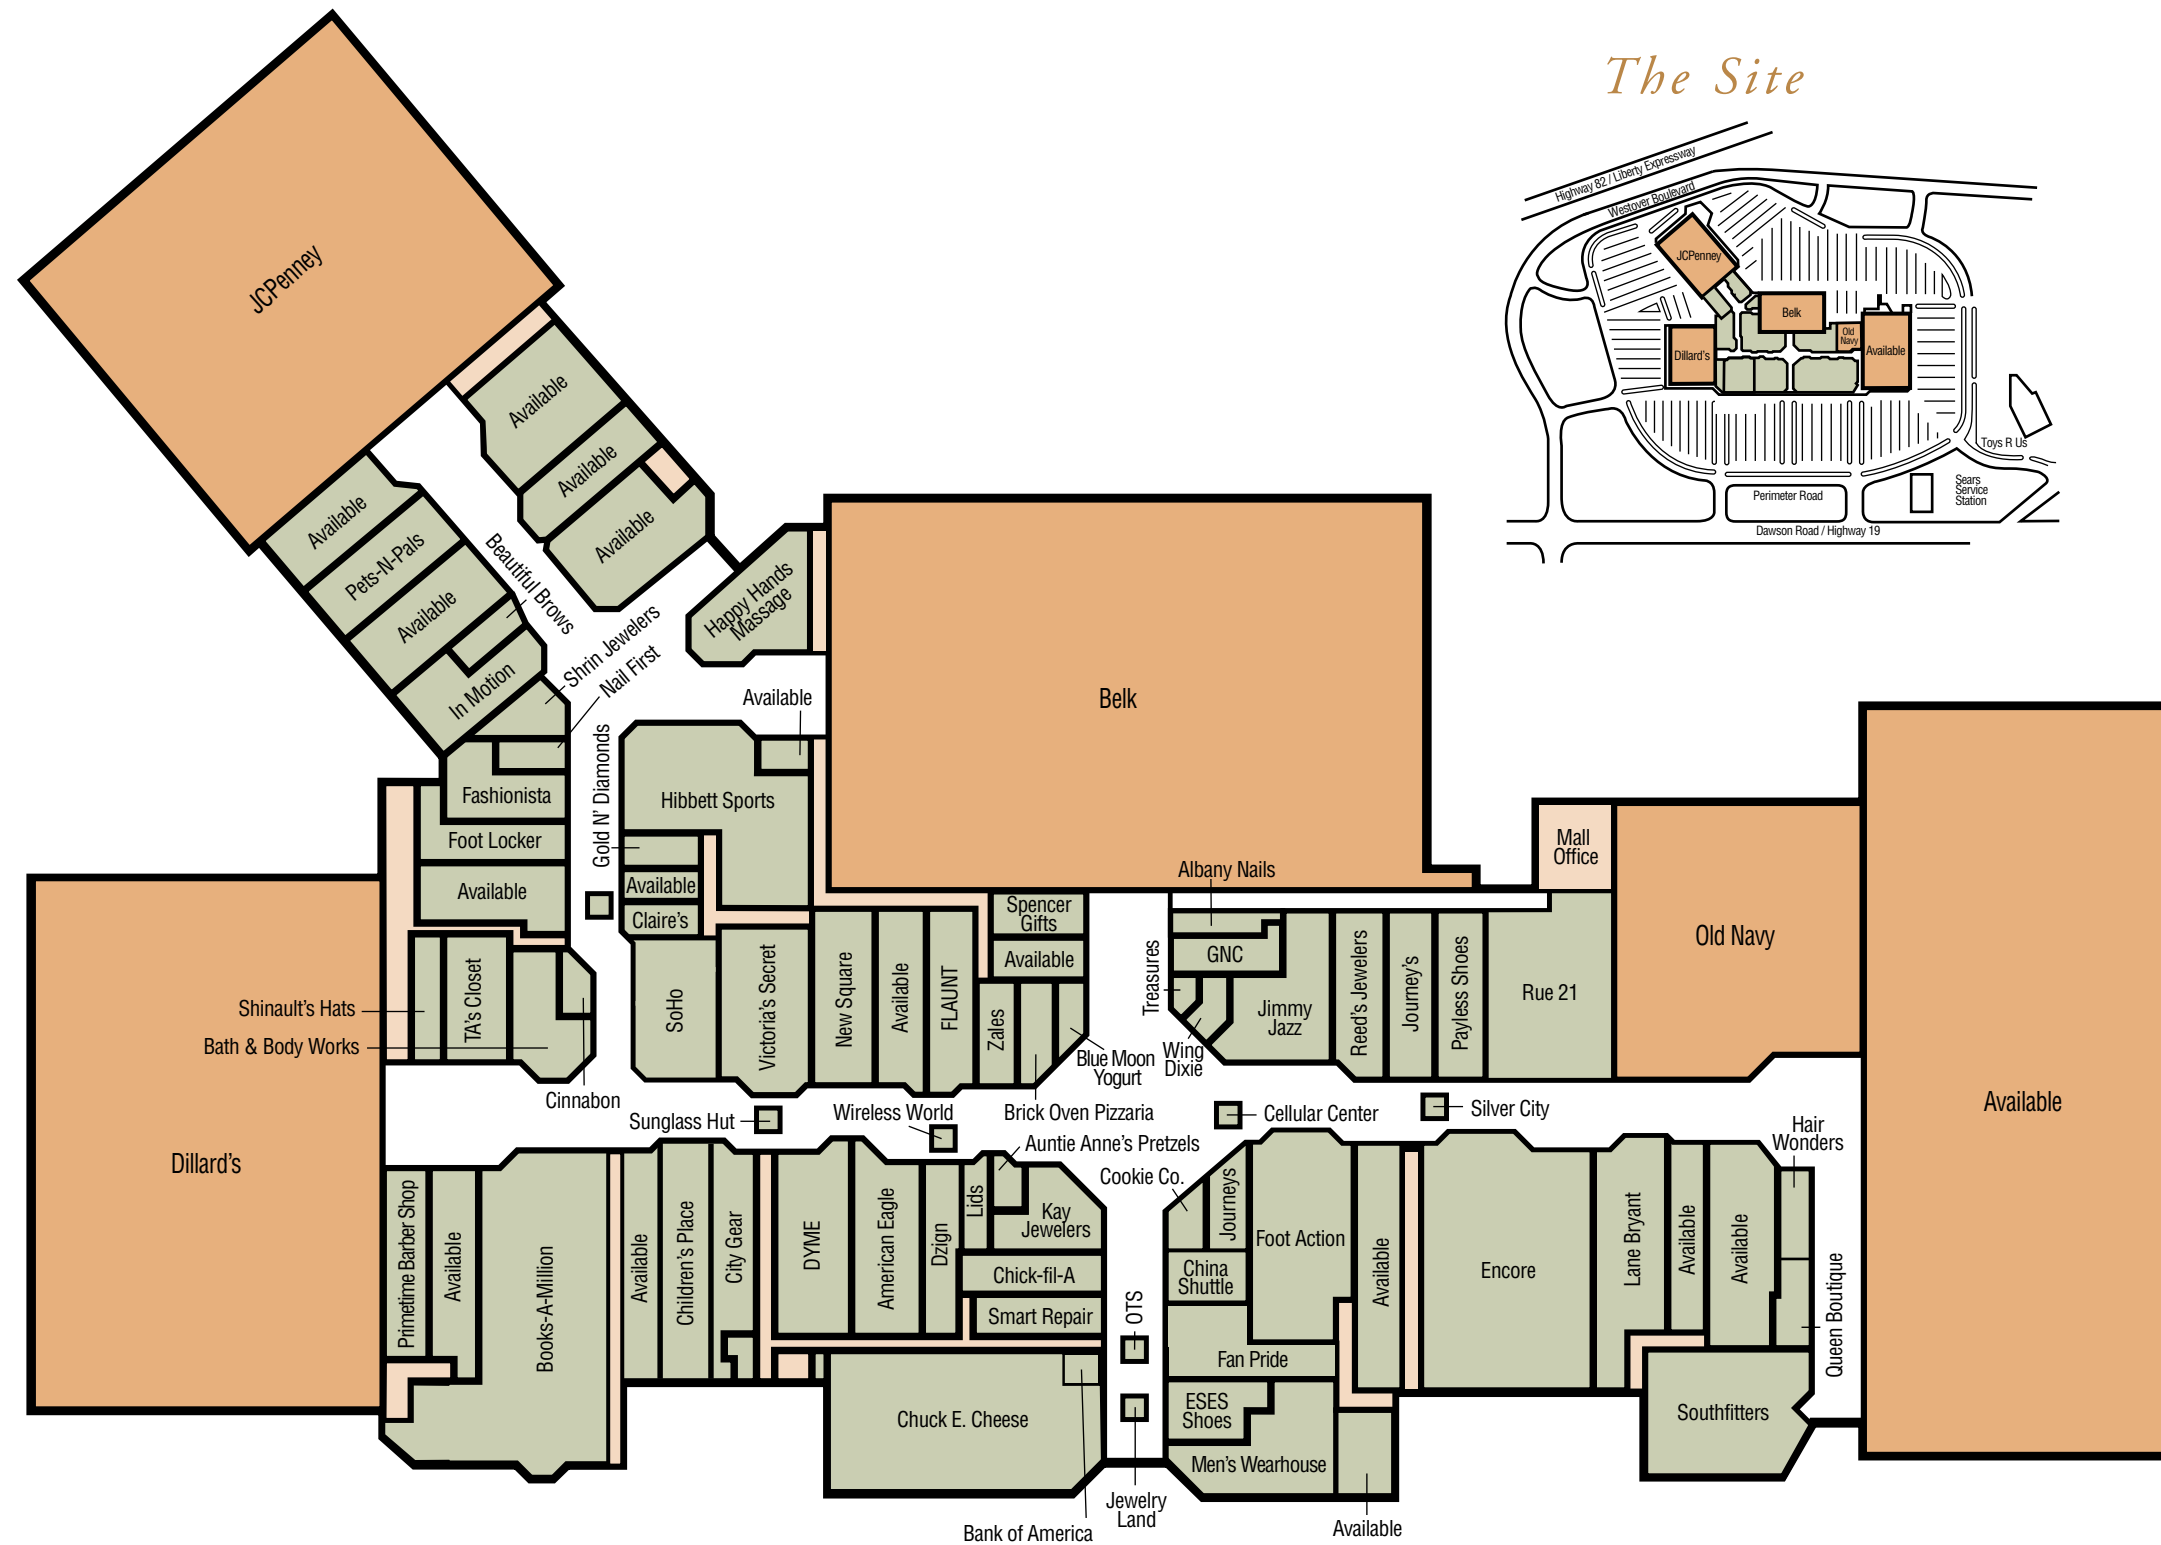 The Site
Highway 82 / Liberty Expressway
Westover Boulevard
JCPenney
Belk
Old
Navy
Dillard's
Available
Toys R Us
Sears
Service
Station
Perimeter Road
Dawson Road / Highway 19
JCPenney
Available
Available
Available
Available
Pets-N-Pals
Available
Beautiful Brows
In Motion
Shrin Jewelers
Nail First
Happy Hands
Massage
Available
Belk
Gold N' Diamonds
Hibbett Sports
Fashionista
Foot Locker
Available
Available
Claire's
Mall
Office
Old Navy
Available
Albany Nails
Spencer
Gifts
Available
GNC
Treasures
Wing
Dixie
Jimmy
Jazz
Reed's Jewelers
Journey's
Payless Shoes
Rue 21
Shinault's Hats
TA's Closet
Bath & Body Works
Cinnabon
SoHo
Victoria's Secret
New Square
Available
FLAUNT
Zales
Blue Moon
Yogurt
Brick Oven Pizzaria
Sunglass Hut
Wireless World
Auntie Anne's Pretzels
Cellular Center
Silver City
Hair
Wonders
Cookie Co.
Dillard's
Primetime Barber Shop
Available
Books-A-Million
Available
Children's Place
City Gear
DYME
American Eagle
Dzign
Lids
Kay
Jewelers
Chick-fil-A
Smart Repair
Chuck E. Cheese
Bank of America
OTS
Jewelry
Land
Journeys
China
Shuttle
Foot Action
Fan Pride
ESES
Shoes
Men's Wearhouse
Available
Available
Encore
Lane Bryant
Available
Available
Queen Boutique
Southfitters